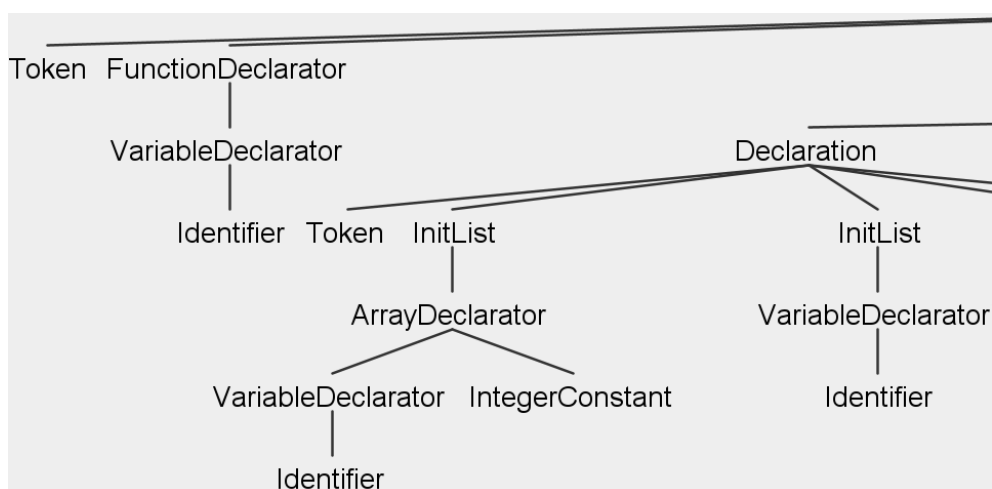 Token FunctionDeclarator
VariableDeclarator Declaration
Identifier Token InitList InitList
ArrayDeclarator VariableDeclarator
VariableDeclarator IntegerConstant Identifier
Identifier